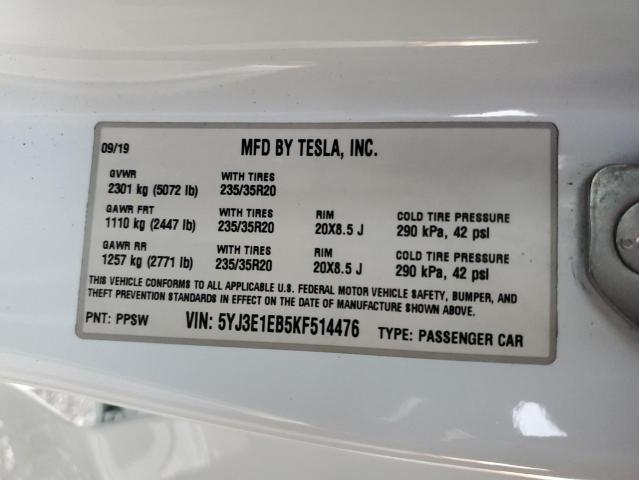 09/19 MFD BY TESLA, INC.
GVWR WITH TIRES
2301 kg (5072 lb) 235/35R20
GAWR FRT WITH TIRES RIM COLD TIRE PRESSURE
1110 kg (2447 lb) 235/35R20 20X8.5 J 290 kPa, 42 psi
GAWR RR WITH TIRES RIM COLD TIRE PRESSURE
1257 kg (2771 lb) 235/35R20 20X8.5 J 290 kPa, 42 psi
THIS VEHICLE CONFORMS TO ALL APPLICABLE U.S. FEDERAL MOTOR VEHICLE SAFETY, BUMPER, AND
THEFT PREVENTION STANDARDS IN EFFECT ON THE DATE OF MANUFACTURE SHOWN ABOVE.
PNT: PPSW VIN: 5YJ3E1EB5KF514476 TYPE: PASSENGER CAR